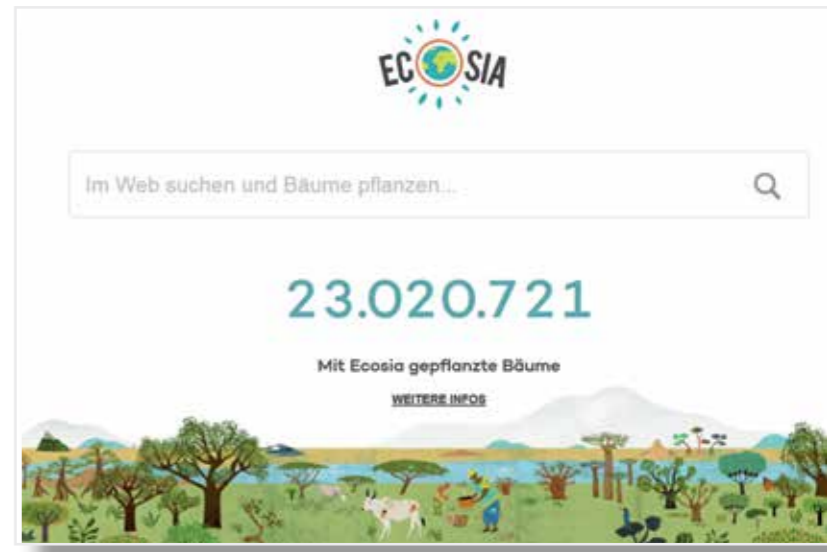 ECOSIA
Im Web suchen und Bäume pflanzen...
23.020.721
Mit Ecosia gepflanzte Bäume
WEITERE INFOS